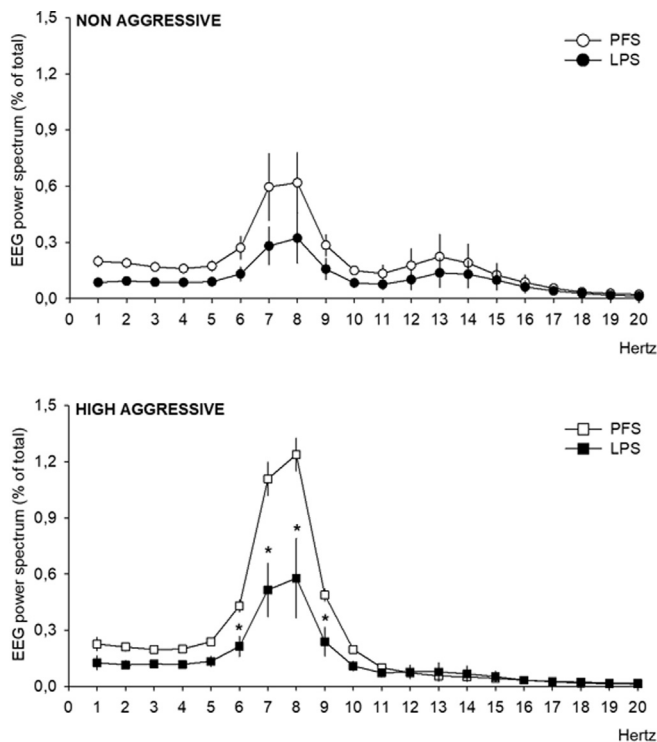 NON AGGRESSIVE
PFS
LPS
EEG power spectrum (% of total)
1,5
1,2
0,9
0,6
0,3
0,0
0 1 2 3 4 5 6 7 8 9 10 11 12 13 14 15 16 17 18 19 20
Hertz
HIGH AGGRESSIVE
PFS
LPS
EEG power spectrum (% of total)
1,5
1,2
0,9
0,6
0,3
0,0
* * * *
0 1 2 3 4 5 6 7 8 9 10 11 12 13 14 15 16 17 18 19 20
Hertz